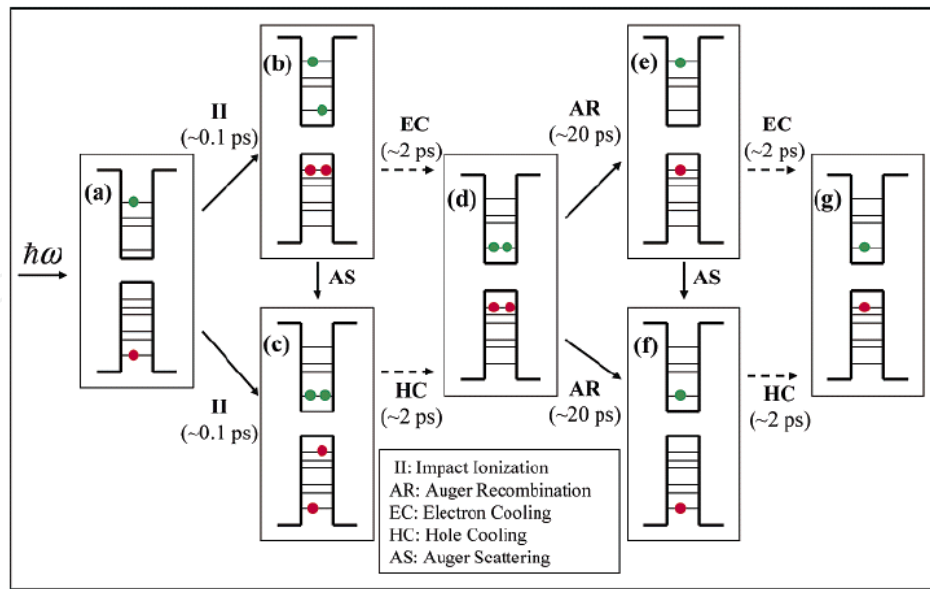 (b)
(e)
II
(~0.1 ps)
EC
(~2 ps)
AR
(~20 ps)
EC
(~2 ps)
(a)
(d)
(g)
ħω
AS
AS
(c)
(f)
II
(~0.1 ps)
HC
(~2 ps)
AR
(~20 ps)
HC
(~2 ps)
II: Impact Ionization
AR: Auger Recombination
EC: Electron Cooling
HC: Hole Cooling
AS: Auger Scattering